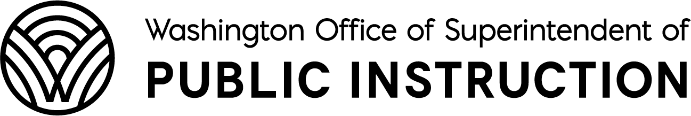 Washington Office of Superintendent of
PUBLIC INSTRUCTION